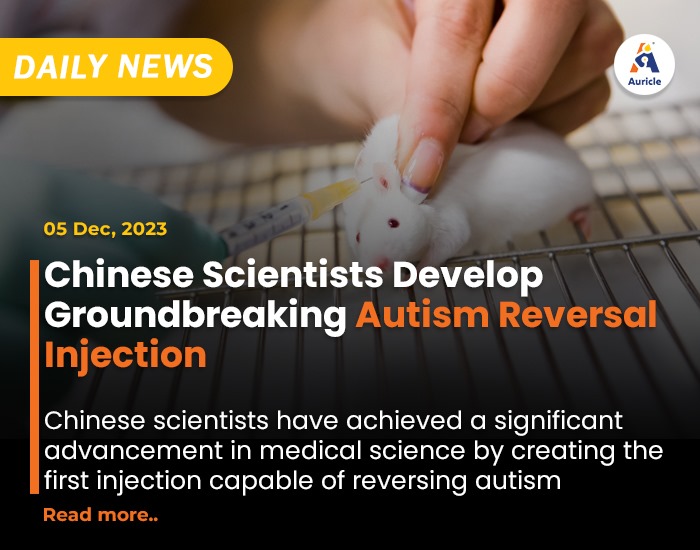 DAILY NEWS
Auricle
05 Dec, 2023
Chinese Scientists Develop
Groundbreaking Autism Reversal
Injection
Chinese scientists have achieved a significant
advancement in medical science by creating the
first injection capable of reversing autism
Read more..